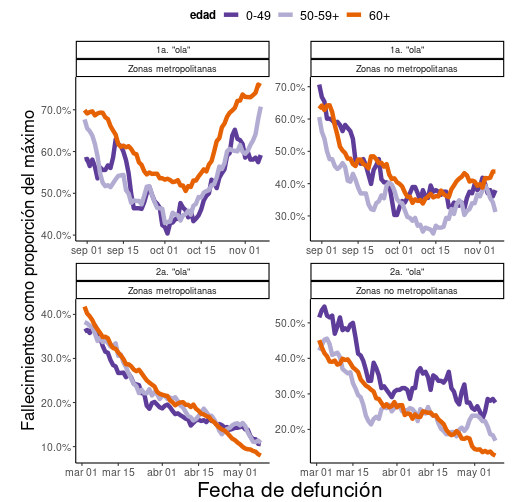 edad 0-49 50-59+ 60+
1a. "ola" 1a. "ola"
Zonas metropolitanas Zonas no metropolitanas
70.0%
60.0%
50.0%
40.0%
70.0%
60.0%
50.0%
40.0%
30.0%
sep 01 sep 15 oct 01 oct 15 nov 01
sep 01 sep 15 oct 01 oct 15 nov 01
2a. "ola" 2a. "ola"
Zonas metropolitanas Zonas no metropolitanas
40.0%
30.0%
20.0%
10.0%
50.0%
40.0%
30.0%
20.0%
mar 01 mar 15 abr 01 abr 15 may 01
mar 01 mar 15 abr 01 abr 15 may 01
Fallecimientos como proporción del máximo
Fecha de defunción